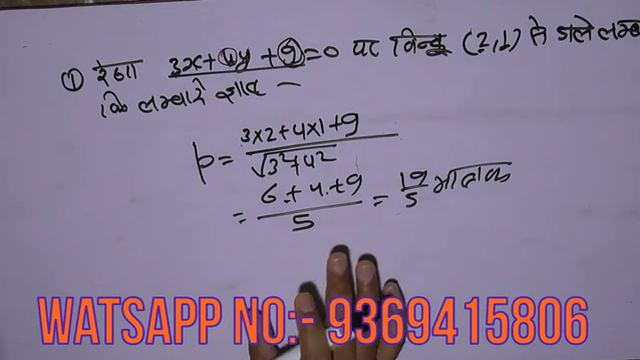 ① रेखा 3x+4y+9=0 पर बिन्दु (2,1) से डाले लम्ब
कि लम्बाई ज्ञात –
p = (3×2+4×1+9)/√(3²+4²)
= (6+4+9)/5 = 19/5 मात्रक
WATSAPP NO:- 9369415806